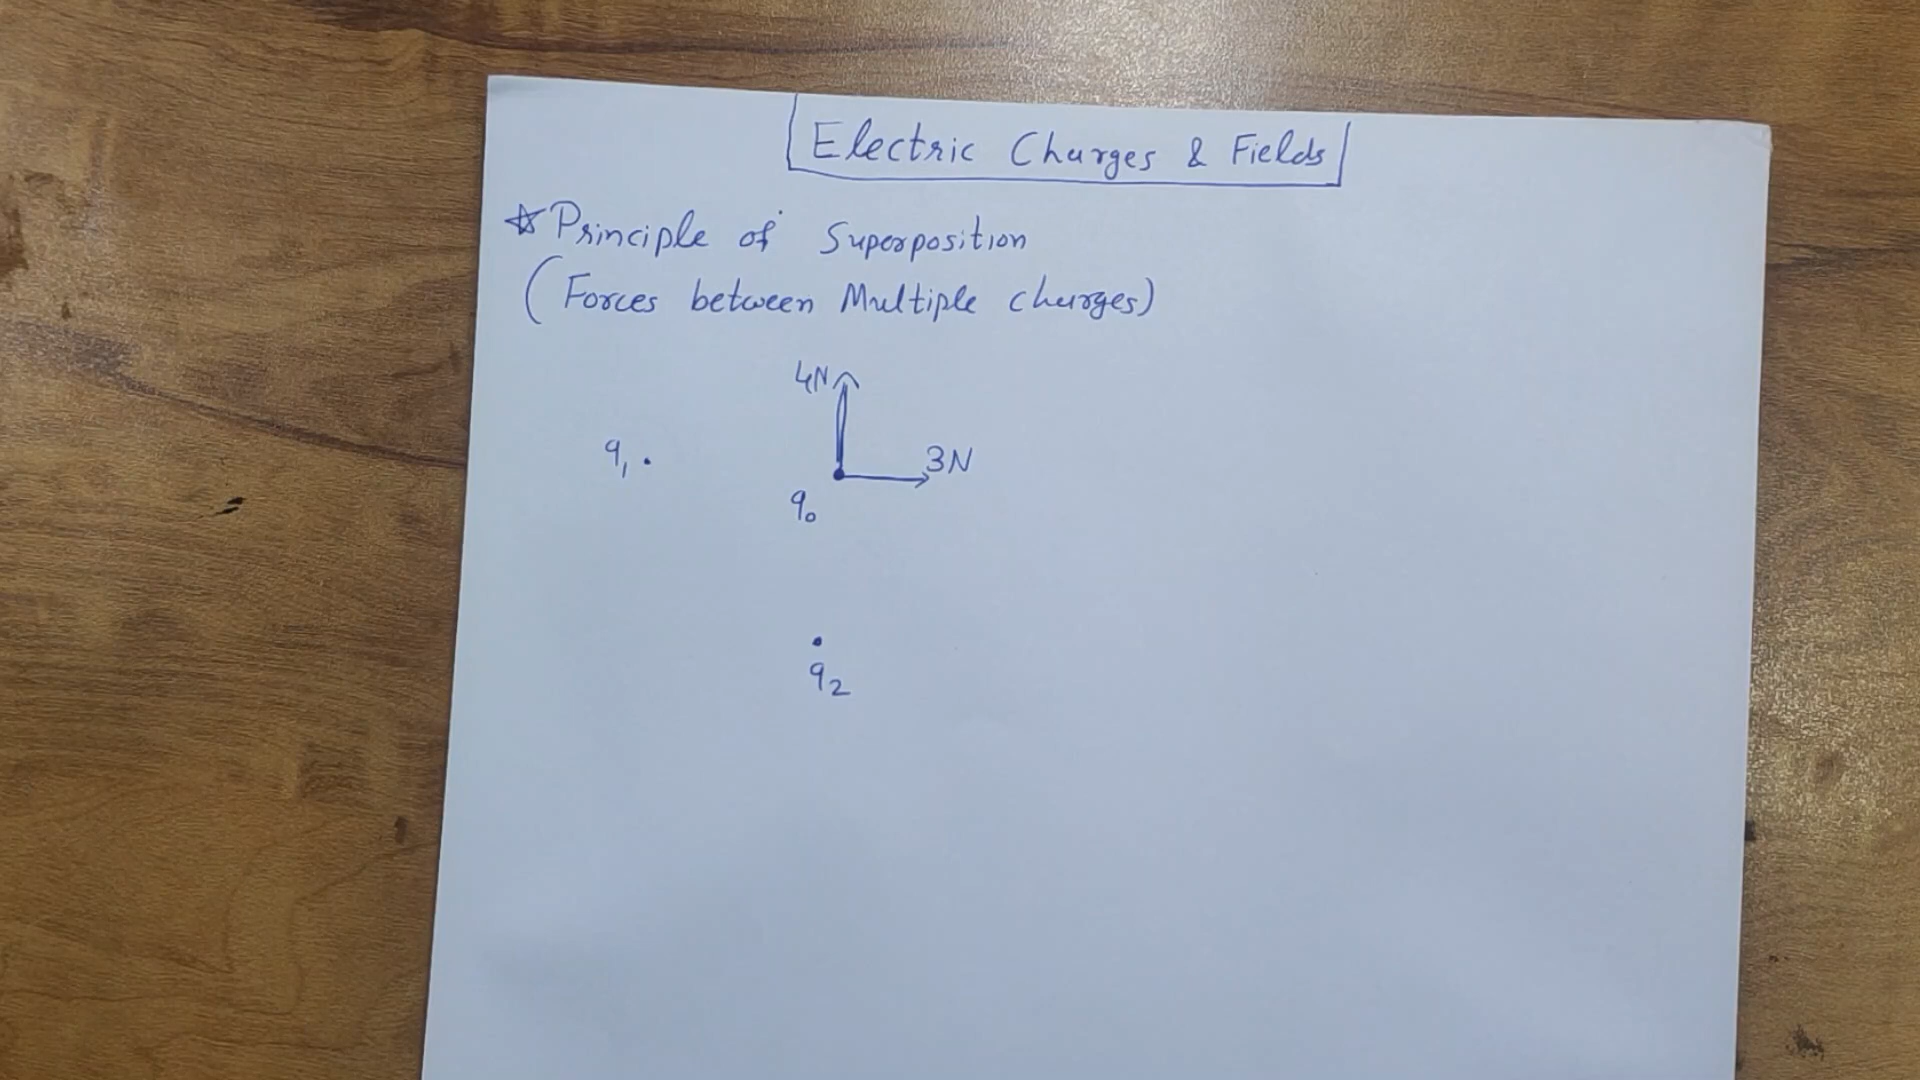 Electric Charges & Fields
☆ Principle of Superposition
(Forces between Multiple charges)
4N
q₁
3N
q₀
q₂